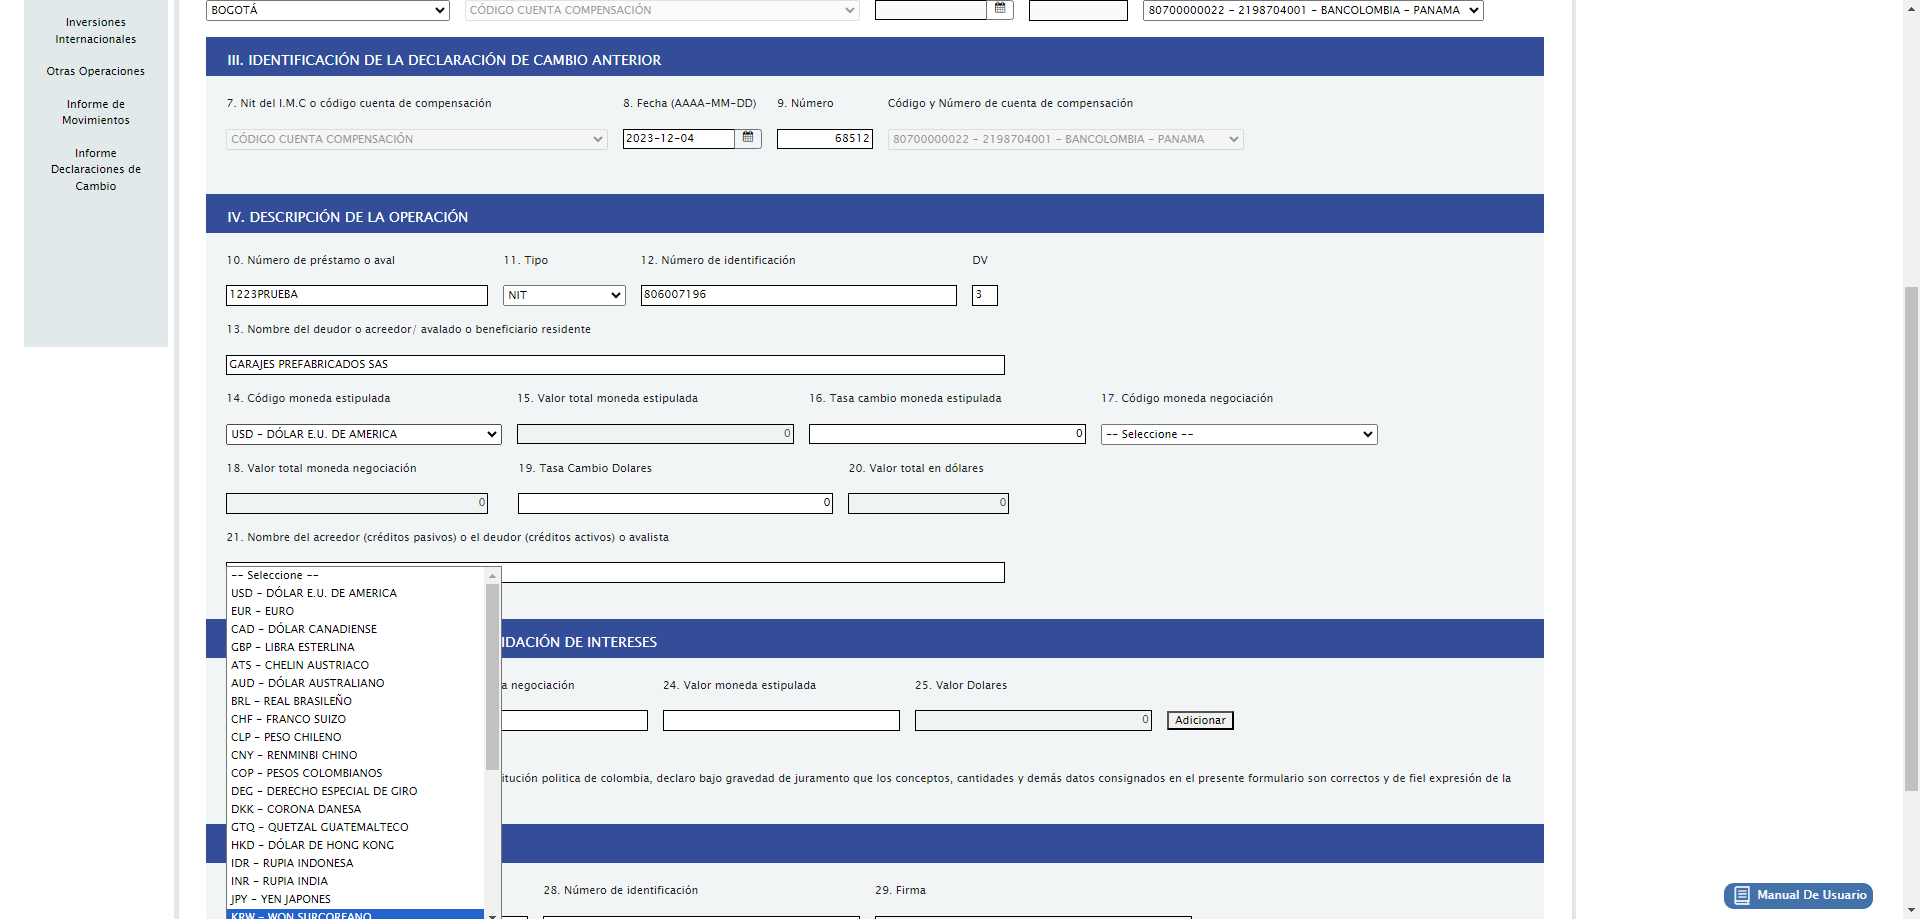 BOGOTÁ
CÓDIGO CUENTA COMPENSACIÓN
80700000022 - 2198704001 - BANCOLOMBIA - PANAMA
Inversiones
Internacionales
Otras Operaciones
Informe de
Movimientos
Informe
Declaraciones de
Cambio
III. IDENTIFICACIÓN DE LA DECLARACIÓN DE CAMBIO ANTERIOR
7. Nit del I.M.C o código cuenta de compensación
8. Fecha (AAAA-MM-DD)
9. Número
Código y Número de cuenta de compensación
CÓDIGO CUENTA COMPENSACIÓN
2023-12-04
68512
80700000022 - 2198704001 - BANCOLOMBIA - PANAMA
IV. DESCRIPCIÓN DE LA OPERACIÓN
10. Número de préstamo o aval
11. Tipo
12. Número de identificación
DV
1223PRUEBA
NIT
806007196
3
13. Nombre del deudor o acreedor/ avalado o beneficiario residente
GARAJES PREFABRICADOS SAS
14. Código moneda estipulada
15. Valor total moneda estipulada
16. Tasa cambio moneda estipulada
17. Código moneda negociación
USD - DÓLAR E.U. DE AMERICA
0
0
-- Seleccione --
18. Valor total moneda negociación
19. Tasa Cambio Dolares
20. Valor total en dólares
0
0
0
21. Nombre del acreedor (créditos pasivos) o el deudor (créditos activos) o avalista
-- Seleccione --
USD - DÓLAR E.U. DE AMERICA
EUR - EURO
CAD - DÓLAR CANADIENSE
GBP - LIBRA ESTERLINA
ATS - CHELIN AUSTRIACO
AUD - DÓLAR AUSTRALIANO
BRL - REAL BRASILEÑO
CHF - FRANCO SUIZO
CLP - PESO CHILENO
CNY - RENMINBI CHINO
COP - PESOS COLOMBIANOS
DEG - DERECHO ESPECIAL DE GIRO
DKK - CORONA DANESA
GTQ - QUETZAL GUATEMALTECO
HKD - DÓLAR DE HONG KONG
IDR - RUPIA INDONESA
INR - RUPIA INDIA
JPY - YEN JAPONES
KRW - WON SURCOREANO
IDACIÓN DE INTERESES
a negociación
24. Valor moneda estipulada
25. Valor Dolares
0
Adicionar
itución politica de colombia, declaro bajo gravedad de juramento que los conceptos, cantidades y demás datos consignados en el presente formulario son correctos y de fiel expresión de la
28. Número de identificación
29. Firma
Manual De Usuario